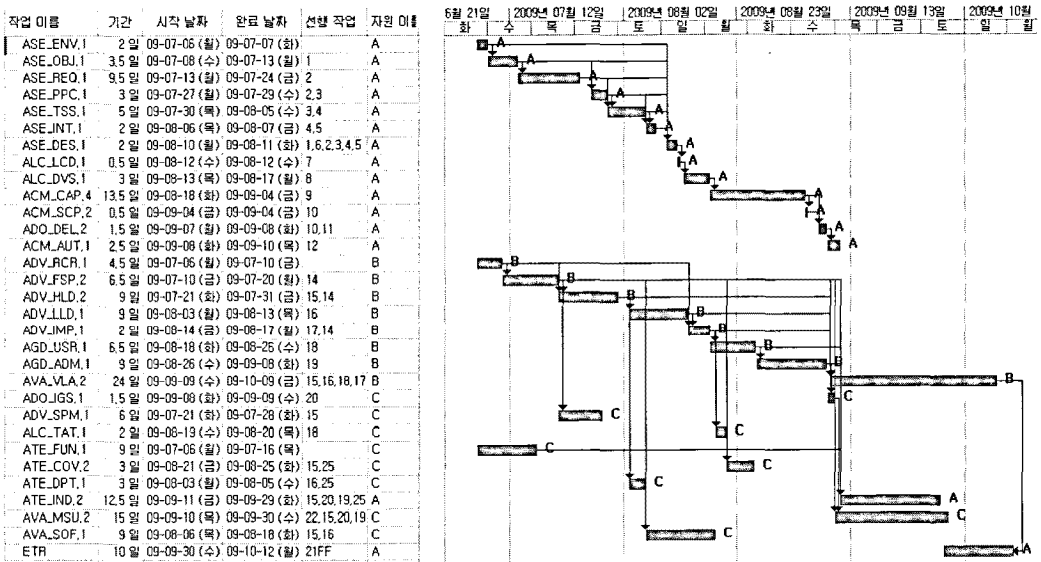 작업 이름 기간 시작 날짜 완료 날짜 선행 작업 자원 이름
6월 21일 2009년 07월 12일 2009년 08월 02일 2009년 08월 23일 2009년 09월 13일 2009년 10월
화 수 목 금 토 일 월 화 수 목 금 토 일 월
ASE_ENV.1 2 일 09-07-06 (월) 09-07-07 (화) A
ASE_OBJ.1 3.5 일 09-07-08 (수) 09-07-13 (월) 1 A
ASE_REQ.1 9.5 일 09-07-13 (월) 09-07-24 (금) 2 A
ASE_PPC.1 3 일 09-07-27 (월) 09-07-29 (수) 2,3 A
ASE_TSS.1 5 일 09-07-30 (목) 09-08-05 (수) 3,4 A
ASE_INT.1 2 일 09-08-06 (목) 09-08-07 (금) 4,5 A
ASE_DES.1 2 일 09-08-10 (월) 09-08-11 (화) 1,6,2,3,4,5 A
ALC_LCD.1 0.5 일 09-08-12 (수) 09-08-12 (수) 7 A
ALC_DVS.1 3 일 09-08-13 (목) 09-08-17 (월) 8 A
ACM_CAP.4 13.5 일 09-08-18 (화) 09-09-04 (금) 9 A
ACM_SCP.2 0.5 일 09-09-04 (금) 09-09-04 (금) 10 A
ADO_DEL.2 1.5 일 09-09-07 (월) 09-09-08 (화) 10,11 A
ACM_AUT.1 2.5 일 09-09-08 (화) 09-09-10 (목) 12 A
ADV_RCR.1 4.5 일 09-07-06 (월) 09-07-10 (금) B
ADV_FSP.2 6.5 일 09-07-10 (금) 09-07-20 (월) 14 B
ADV_HLD.2 9 일 09-07-21 (화) 09-07-31 (금) 15,14 B
ADV_LLD.1 9 일 09-08-03 (월) 09-08-13 (목) 16 B
ADV_IMP.1 2 일 09-08-14 (금) 09-08-17 (월) 17,14 B
AGD_USR.1 6.5 일 09-08-18 (화) 09-08-26 (수) 18 B
AGD_ADM.1 9 일 09-08-26 (수) 09-09-08 (화) 19 B
AVA_VLA.2 24 일 09-09-09 (수) 09-10-09 (금) 15,16,18,17 B
ADO_IGS.1 1.5 일 09-09-08 (화) 09-09-09 (수) 20 C
ADV_SPM.1 6 일 09-07-21 (화) 09-07-28 (화) 15 C
ALC_TAT.1 2 일 09-08-19 (수) 09-08-20 (목) 18 C
ATE_FUN.1 9 일 09-07-06 (월) 09-07-16 (목) C
ATE_COV.2 3 일 09-08-21 (금) 09-08-25 (화) 15,25 C
ATE_DPT.1 3 일 09-08-03 (월) 09-08-05 (수) 16,25 C
ATE_IND.2 12.5 일 09-09-11 (금) 09-09-29 (화) 15,20,19,25 A
AVA_MSU.2 15 일 09-09-10 (목) 09-09-30 (수) 22,15,20,19 C
AVA_SOF.1 9 일 09-08-06 (목) 09-08-18 (화) 15,16 C
ETR 10 일 09-09-30 (수) 09-10-12 (월) 21FF A
A
A
A
A
A
A
A
A
A
A
A
A
A
B
B
B
B
B
B
B
B
C
C
C
C
C
C
A
C
C
A